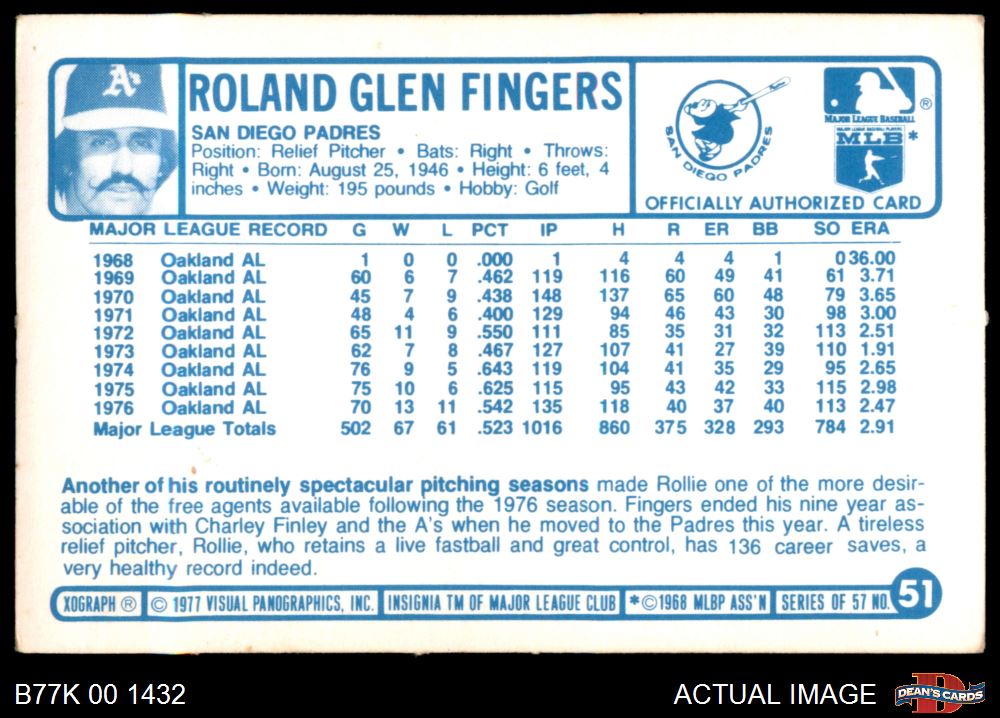 A's
ROLAND GLEN FINGERS
SAN DIEGO PADRES
Position: Relief Pitcher • Bats: Right • Throws:
Right • Born: August 25, 1946 • Height: 6 feet, 4
inches • Weight: 195 pounds • Hobby: Golf
SAN DIEGO PADRES
®
MAJOR LEAGUE BASEBALL
MAJOR LEAGUE BASEBALL PLAYERS
MLB *
OFFICIALLY AUTHORIZED CARD
MAJOR LEAGUE RECORD G W L PCT IP H R ER BB SO ERA
1968 Oakland AL 1 0 0 .000 1 4 4 4 1 0 36.00
1969 Oakland AL 60 6 7 .462 119 116 60 49 41 61 3.71
1970 Oakland AL 45 7 9 .438 148 137 65 60 48 79 3.65
1971 Oakland AL 48 4 6 .400 129 94 46 43 30 98 3.00
1972 Oakland AL 65 11 9 .550 111 85 35 31 32 113 2.51
1973 Oakland AL 62 7 8 .467 127 107 41 27 39 110 1.91
1974 Oakland AL 76 9 5 .643 119 104 41 35 29 95 2.65
1975 Oakland AL 75 10 6 .625 115 95 43 42 33 115 2.98
1976 Oakland AL 70 13 11 .542 135 118 40 37 40 113 2.47
Major League Totals 502 67 61 .523 1016 860 375 328 293 784 2.91
Another of his routinely spectacular pitching seasons made Rollie one of the more desir-
able of the free agents available following the 1976 season. Fingers ended his nine year as-
sociation with Charley Finley and the A's when he moved to the Padres this year. A tireless
relief pitcher, Rollie, who retains a live fastball and great control, has 136 career saves, a
very healthy record indeed.
XOGRAPH ® © 1977 VISUAL PANOGRAPHICS, INC. INSIGNIA TM OF MAJOR LEAGUE CLUB *©1968 MLBP ASS'N SERIES OF 57 NO. 51
B77K 00 1432
ACTUAL IMAGE
D
DEAN'S CARDS